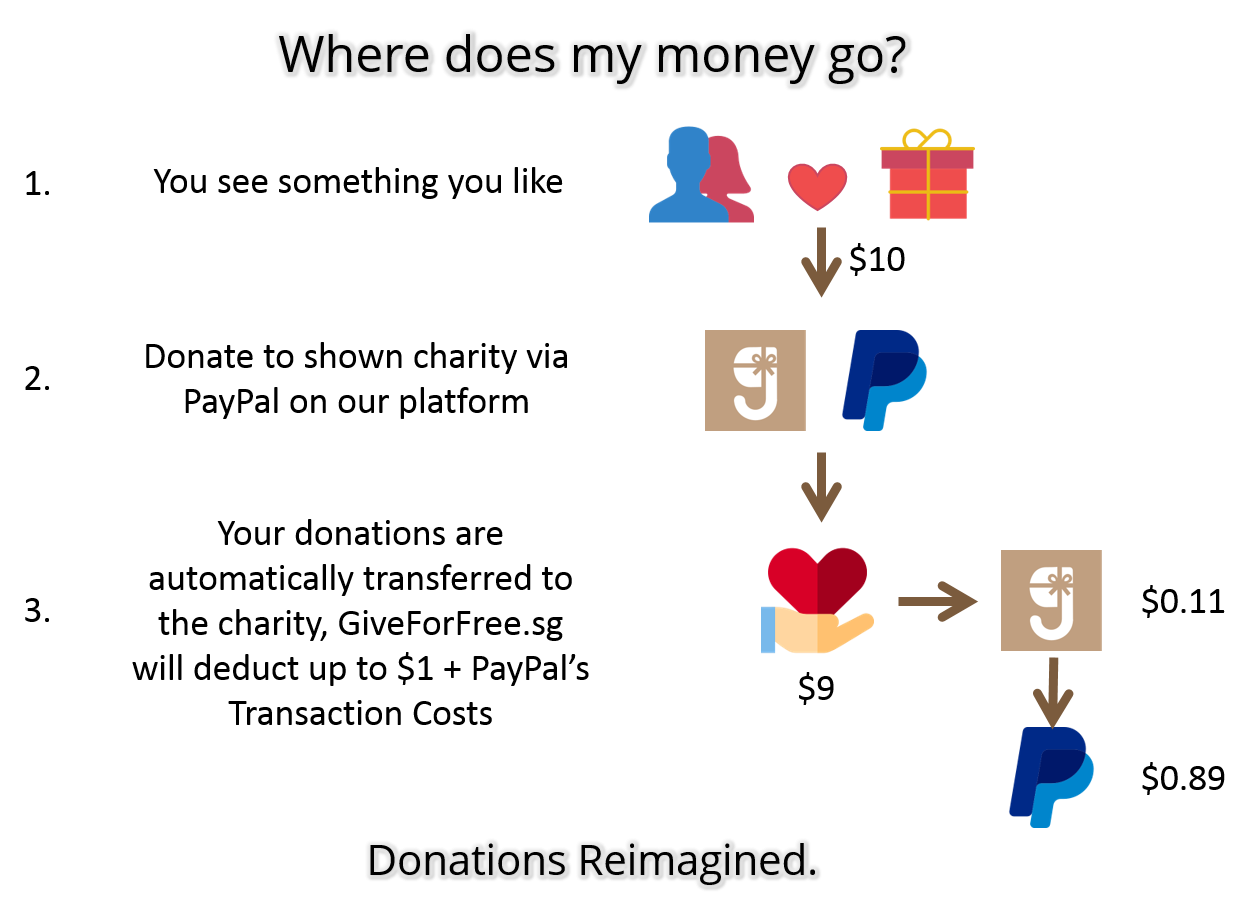 Where does my money go?
1.
You see something you like
$10
2.
Donate to shown charity via
PayPal on our platform
3.
Your donations are
automatically transferred to
the charity, GiveForFree.sg
will deduct up to $1 + PayPal’s
Transaction Costs
$9
$0.11
$0.89
Donations Reimagined.